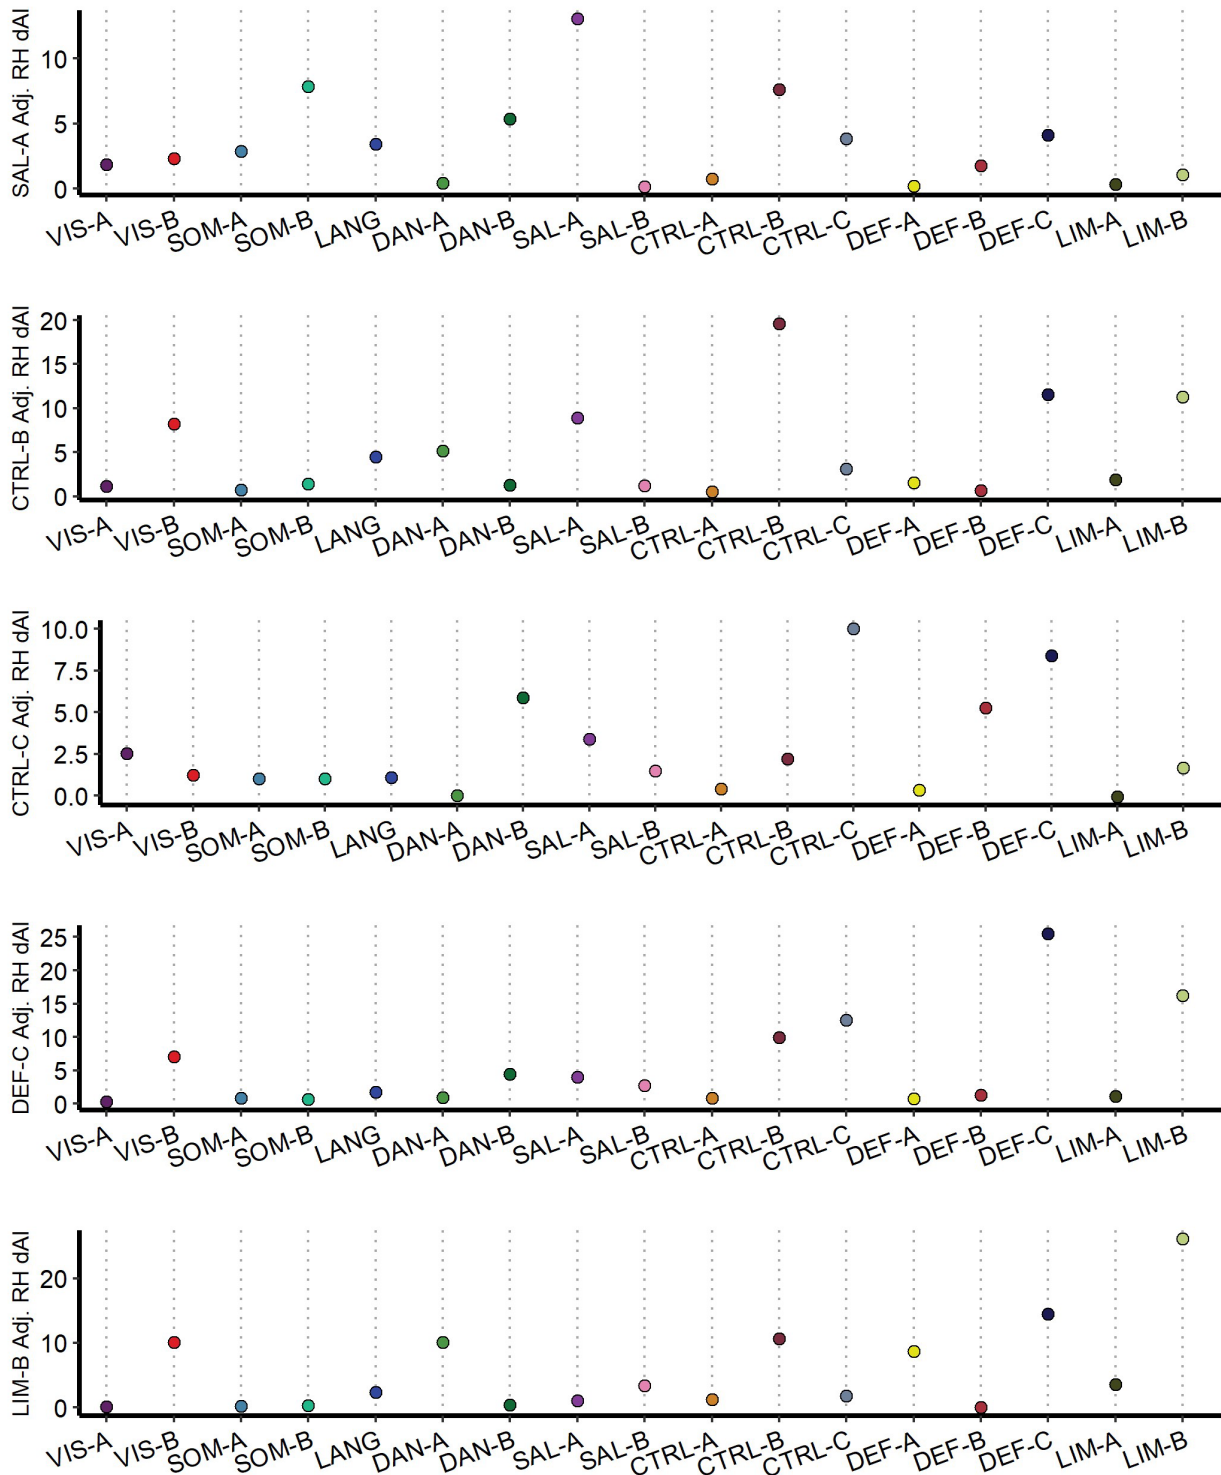 SAL-A Adj. RH dAI
10
5
0
VIS-A VIS-B SOM-A SOM-B LANG DAN-A DAN-B SAL-A SAL-B CTRL-A CTRL-B CTRL-C DEF-A DEF-B DEF-C LIM-A LIM-B
CTRL-B Adj. RH dAI
20
15
10
5
0
VIS-A VIS-B SOM-A SOM-B LANG DAN-A DAN-B SAL-A SAL-B CTRL-A CTRL-B CTRL-C DEF-A DEF-B DEF-C LIM-A LIM-B
CTRL-C Adj. RH dAI
10.0
7.5
5.0
2.5
0.0
VIS-A VIS-B SOM-A SOM-B LANG DAN-A DAN-B SAL-A SAL-B CTRL-A CTRL-B CTRL-C DEF-A DEF-B DEF-C LIM-A LIM-B
DEF-C Adj. RH dAI
25
20
15
10
5
0
VIS-A VIS-B SOM-A SOM-B LANG DAN-A DAN-B SAL-A SAL-B CTRL-A CTRL-B CTRL-C DEF-A DEF-B DEF-C LIM-A LIM-B
LIM-B Adj. RH dAI
20
10
0
VIS-A VIS-B SOM-A SOM-B LANG DAN-A DAN-B SAL-A SAL-B CTRL-A CTRL-B CTRL-C DEF-A DEF-B DEF-C LIM-A LIM-B